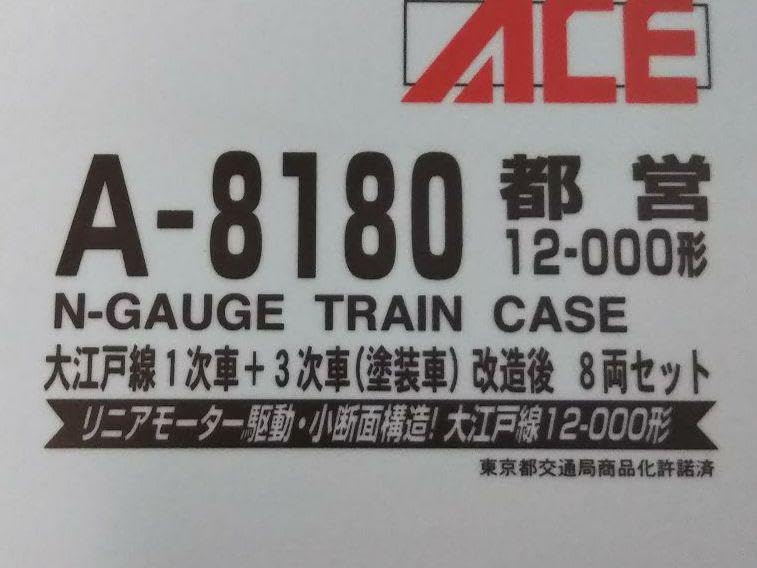 ACE
A-8180 都営
12-000形
N-GAUGE TRAIN CASE
大江戸線1次車+3次車(塗装車) 改造後 8両セット
リニアモーター駆動・小断面構造! 大江戸線12-000形
東京都交通局商品化許諾済